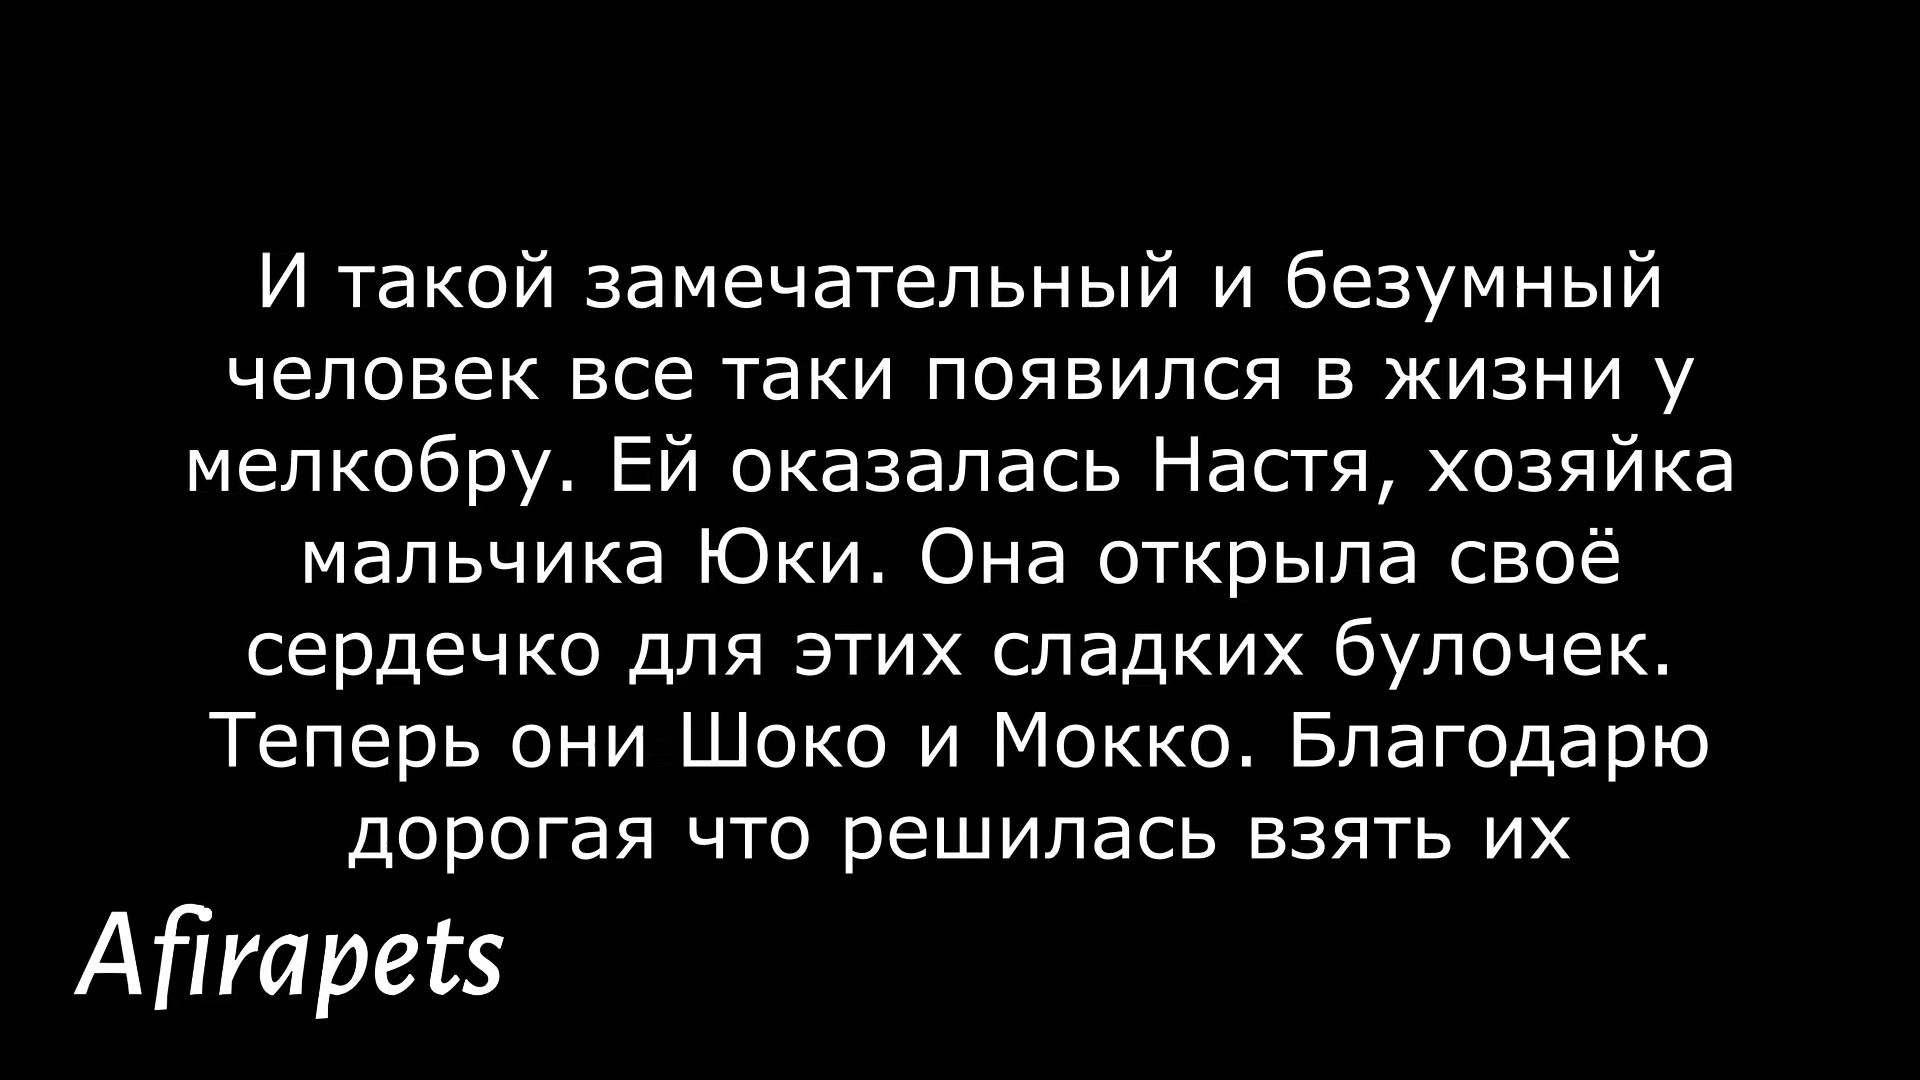 И такой замечательный и безумный
человек все таки появился в жизни у
мелкобру. Ей оказалась Настя, хозяйка
мальчика Юки. Она открыла своё
сердечко для этих сладких булочек.
Теперь они Шоко и Мокко. Благодарю
дорогая что решилась взять их
Afirapets